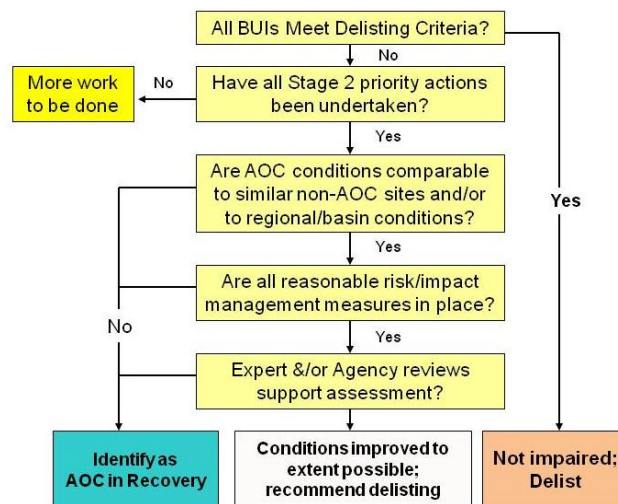 All BUIs Meet Delisting Criteria?
No
More work
to be done
No
Have all Stage 2 priority actions
been undertaken?
Yes
Are AOC conditions comparable
to similar non-AOC sites and/or
to regional/basin conditions?
Yes
Yes
Are all reasonable risk/impact
management measures in place?
No
Yes
Expert &/or Agency reviews
support assessment?
Identify as
AOC in Recovery
Conditions improved to
extent possible;
recommend delisting
Not impaired;
Delist